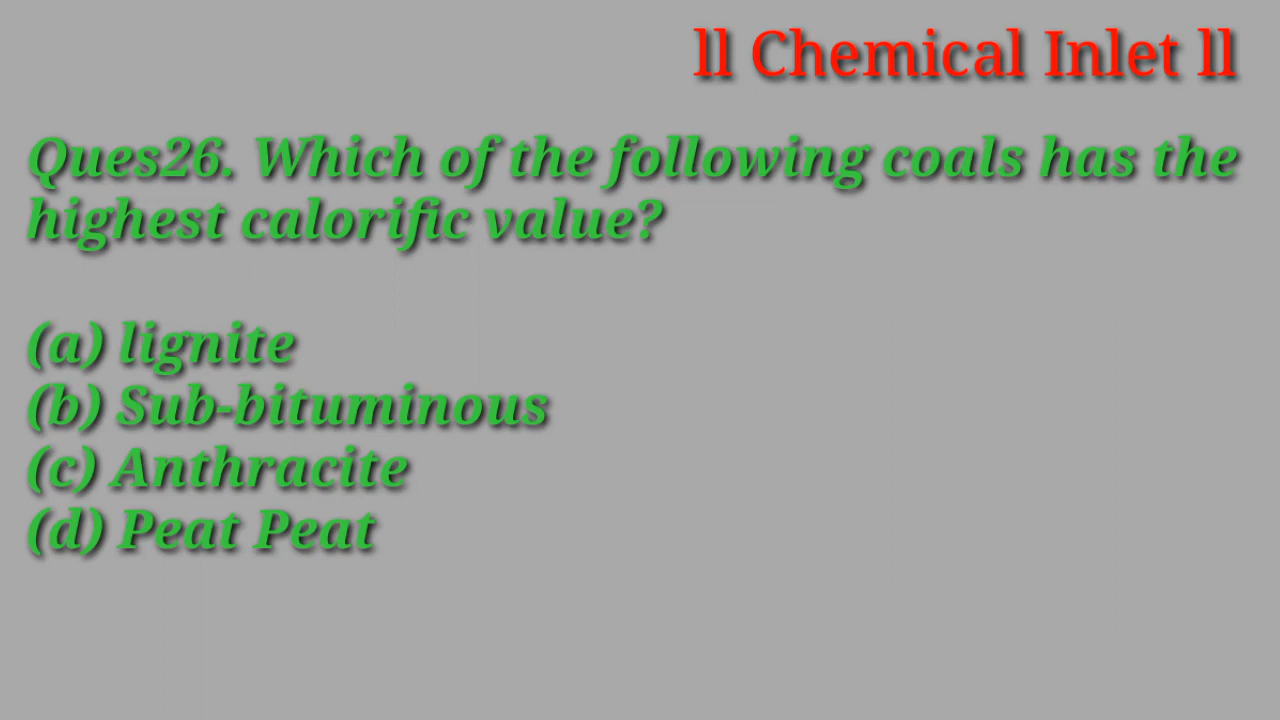 ll Chemical Inlet ll
Ques26. Which of the following coals has the
highest calorific value?
(a) lignite
(b) Sub-bituminous
(c) Anthracite
(d) Peat Peat